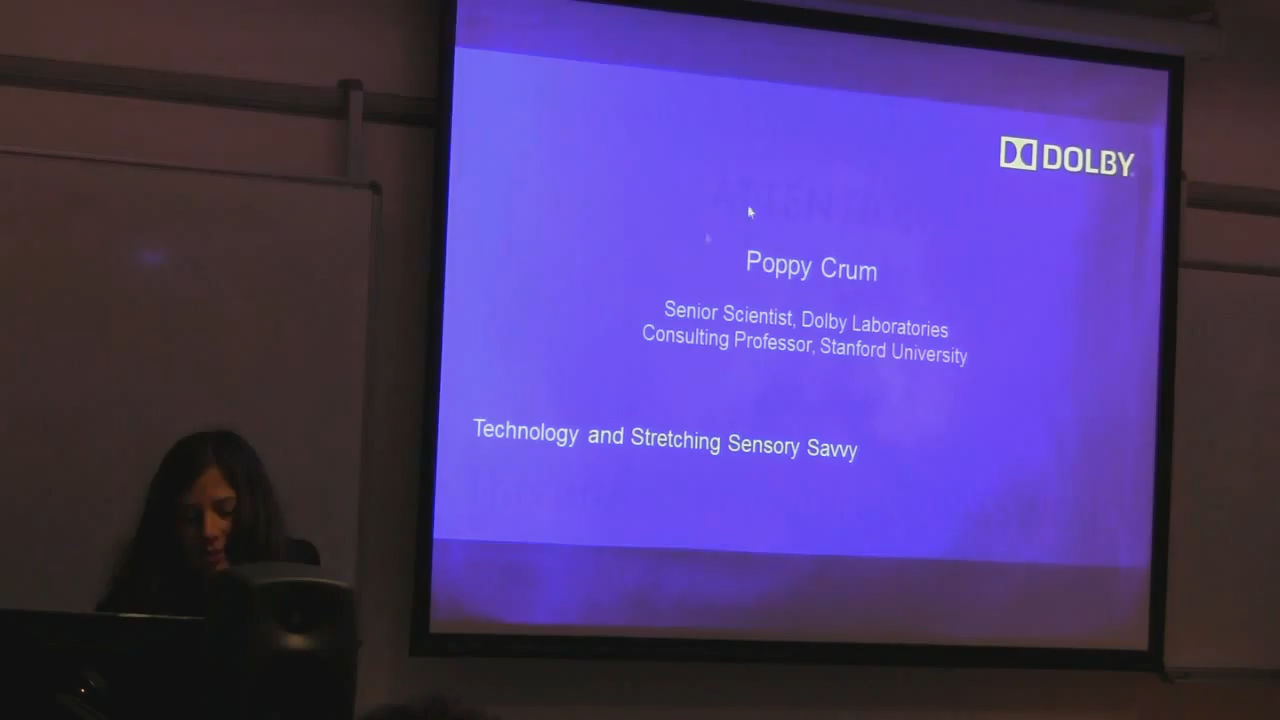 DOLBY
Poppy Crum
Senior Scientist, Dolby Laboratories
Consulting Professor, Stanford University
Technology and Stretching Sensory Savvy